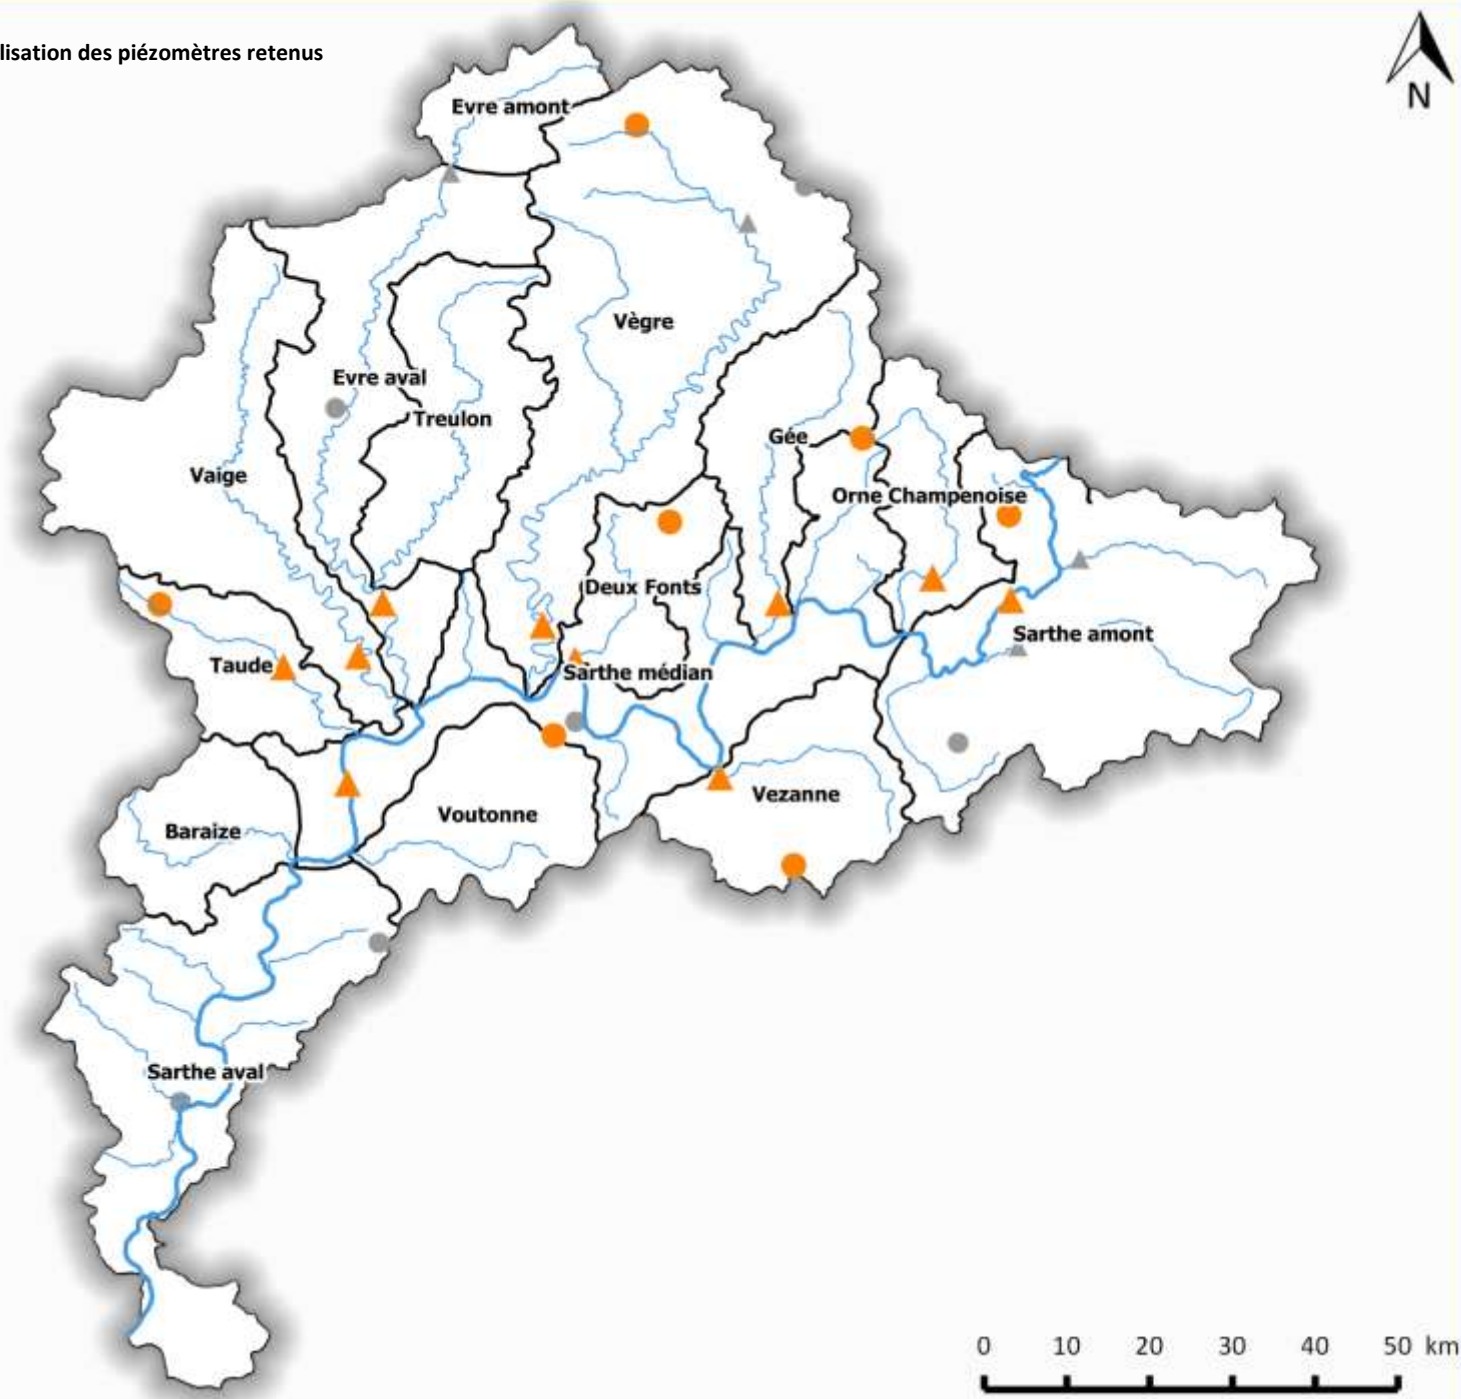 lisation des piézomètres retenus
N
Evre amont
Vègre
Evre aval
Treulon
Gée
Vaige
Orne Champenoise
Deux Fonts
Sarthe amont
Taude
Sarthe médian
Vezanne
Voutonne
Baraize
Sarthe aval
0 10 20 30 40 50 km